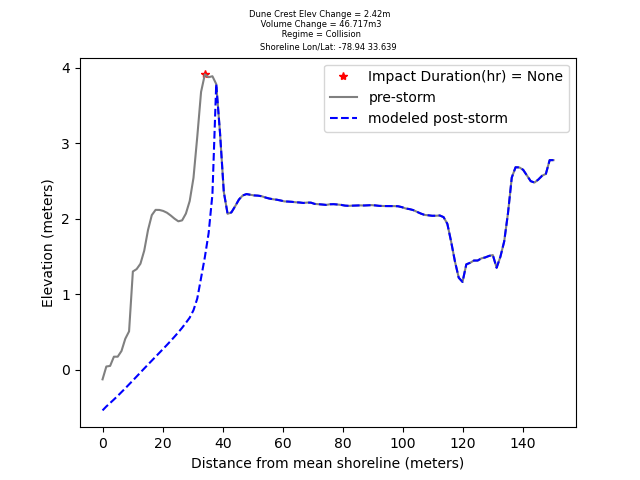 Dune Crest Elev Change = 2.42m
Volume Change = 46.717m3
Regime = Collision
Shoreline Lon/Lat: -78.94 33.639
Impact Duration(hr) = None
pre-storm
modeled post-storm
4
3
2
1
0
Elevation (meters)
0 20 40 60 80 100 120 140
Distance from mean shoreline (meters)